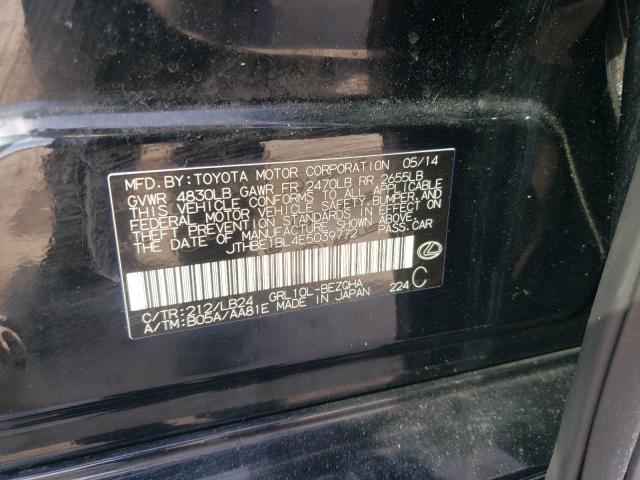 MFD. BY: TOYOTA MOTOR CORPORATION 05/14
GVWR 4830LB GAWR FR 2470LB RR 2655LB
THIS VEHICLE CONFORMS TO ALL APPLICABLE
FEDERAL MOTOR VEHICLE SAFETY, BUMPER, AND
THEFT PREVENTION STANDARDS IN EFFECT ON
THE DATE OF MANUFACTURE SHOWN ABOVE.
JTHBE1BL4E5039772 PASS. CAR
C/TR: 212/LB24 GRL10L-BEZQHA 224 C
A/TM: B05A/AA81E MADE IN JAPAN